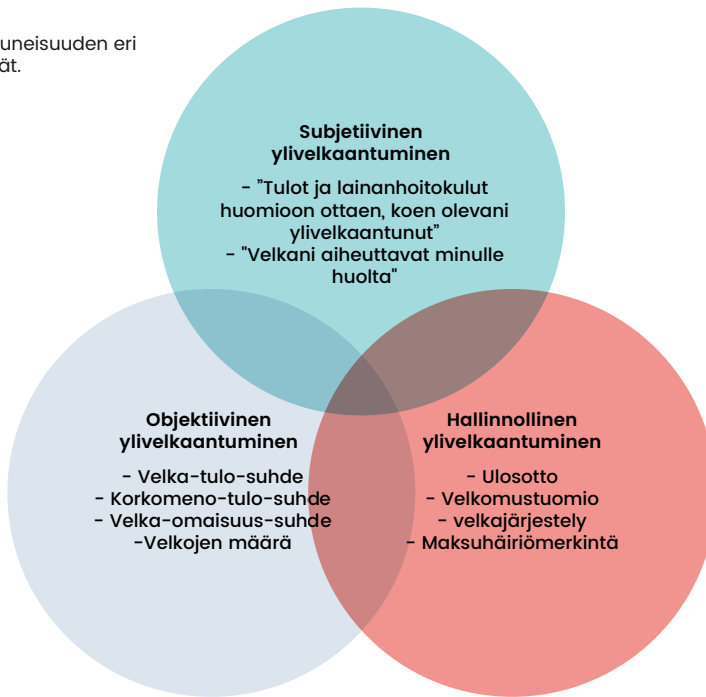 uneisuuden eri
ät.
Subjetiivinen
ylivelkaantuminen
- ”Tulot ja lainanhoitokulut
huomioon ottaen, koen olevani
ylivelkaantunut”
- "Velkani aiheuttavat minulle
huolta"
Objektiivinen
ylivelkaantuminen
- Velka-tulo-suhde
- Korkomeno-tulo-suhde
- Velka-omaisuus-suhde
-Velkojen määrä
Hallinnollinen
ylivelkaantuminen
- Ulosotto
- Velkomustuomio
- velkajärjestely
- Maksuhäiriömerkintä